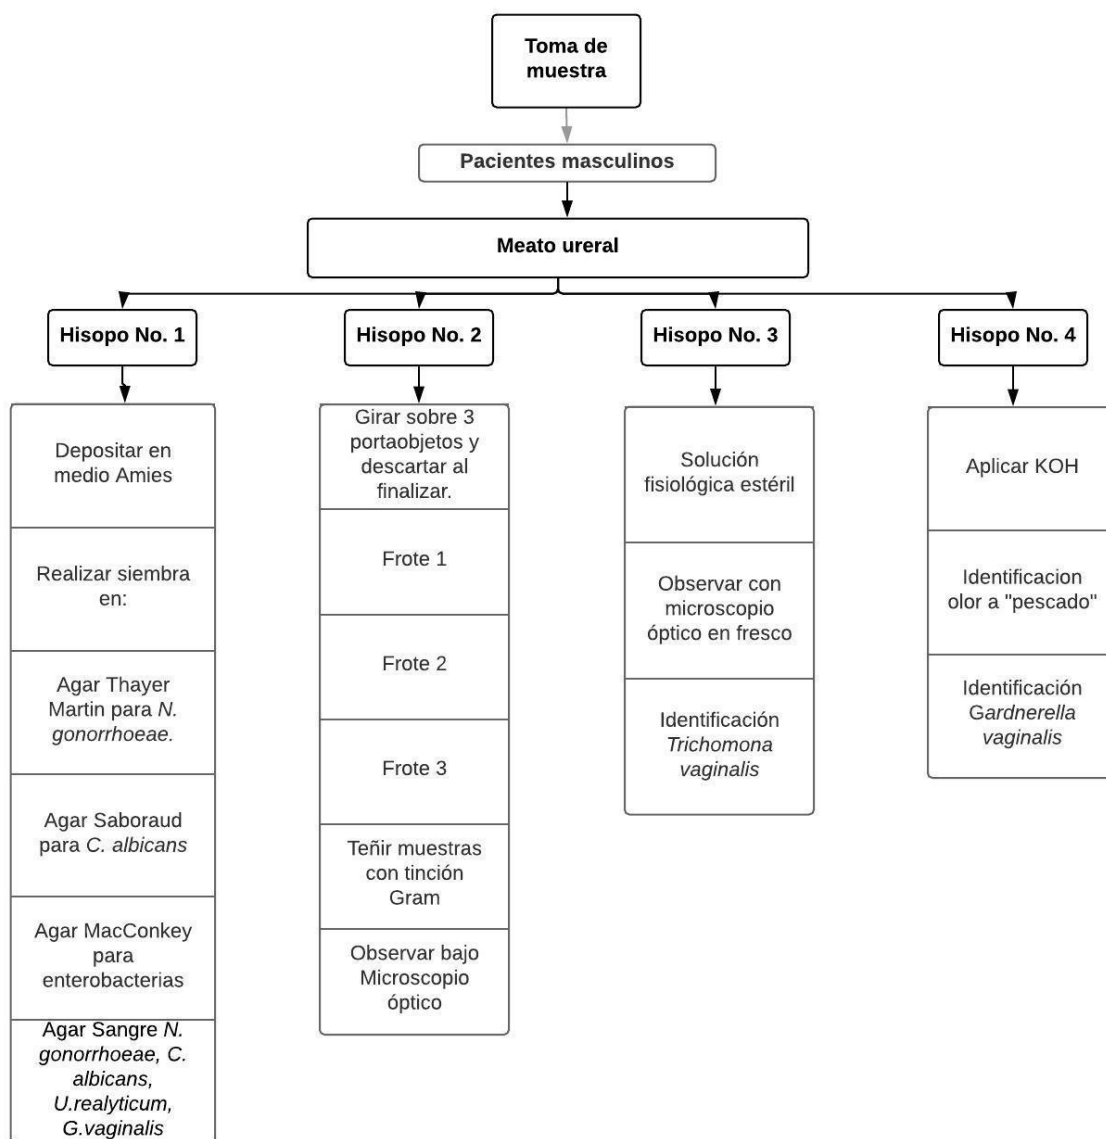 Toma de
muestra
Pacientes masculinos
Meato ureral
Hisopo No. 1
Hisopo No. 2
Hisopo No. 3
Hisopo No. 4
Depositar en
medio Amies
Realizar siembra
en:
Agar Thayer
Martin para N.
gonorrhoeae.
Agar Saboraud
para C. albicans
Agar MacConkey
para
enterobacterias
Agar Sangre N.
gonorrhoeae, C.
albicans,
U.realyticum,
G.vaginalis
Girar sobre 3
portaobjetos y
descartar al
finalizar.
Frote 1
Frote 2
Frote 3
Teñir muestras
con tinción
Gram
Observar bajo
Microscopio
óptico
Solución
fisiológica estéril
Observar con
microscopio
óptico en fresco
Identificación
Trichomona
vaginalis
Aplicar KOH
Identificacion
olor a "pescado"
Identificación
Gardnerella
vaginalis